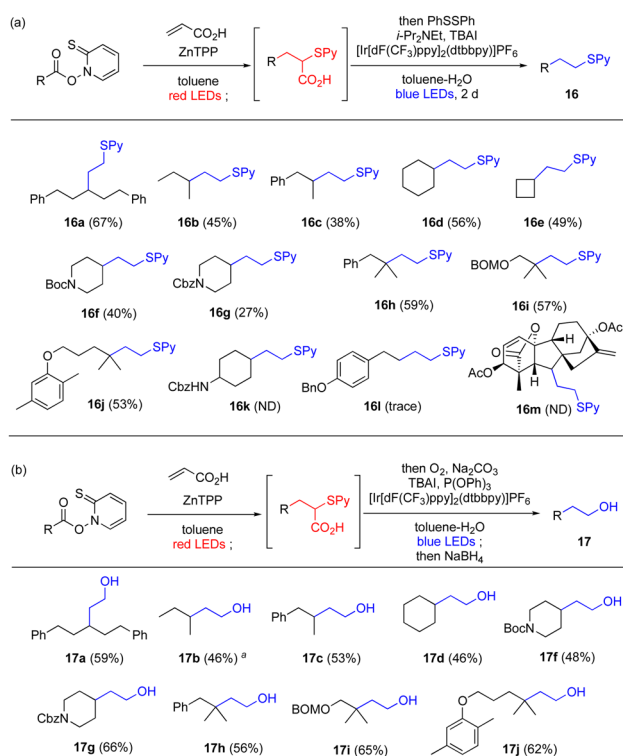 (a)
CO₂H
ZnTPP
toluene
red LEDs ;
S
O
N
R
O
SPy
R
CO₂H
then PhSSPh
i-Pr₂NEt, TBAI
[Ir[dF(CF3)ppy]₂(dtbbpy)]PF6
toluene-H₂O
blue LEDs, 2 d
R
SPy
16
SPy
Ph
Ph
16a (67%)
SPy
16b (45%)
Ph
SPy
16c (38%)
SPy
16d (56%)
SPy
16e (49%)
BocN
SPy
16f (40%)
CbzN
SPy
16g (27%)
Ph
SPy
16h (59%)
BOMO
SPy
16i (57%)
O
SPy
16j (53%)
CbzHN
SPy
16k (ND)
BnO
SPy
16l (trace)
O
O
H
OAc
AcO
H
SPy
16m (ND)
(b)
CO₂H
ZnTPP
toluene
red LEDs ;
S
O
N
R
O
SPy
R
CO₂H
then O₂, Na₂CO₃
TBAI, P(OPh)₃
[Ir[dF(CF3)ppy]₂(dtbbpy)]PF6
toluene-H₂O
blue LEDs ;
then NaBH₄
R
OH
17
OH
Ph
Ph
17a (59%)
OH
17b (46%) a
Ph
OH
17c (53%)
OH
17d (46%)
BocN
OH
17f (48%)
CbzN
OH
17g (66%)
Ph
OH
17h (56%)
BOMO
OH
17i (65%)
O
OH
17j (62%)